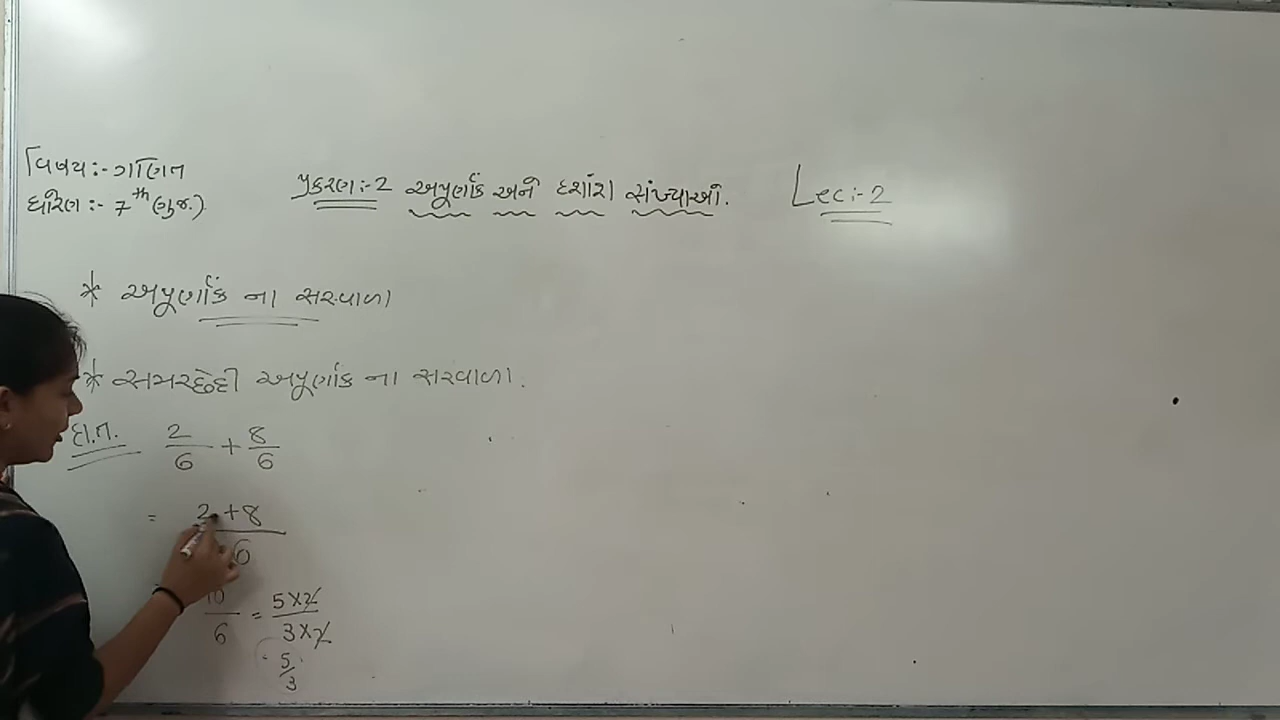 વિષય:- ગણિત
ધોરણ :- 7th (ગુજ.)
પ્રકરણ:-2 અપૂર્ણાંક અને દશાંશ સંખ્યાઓ.
Lec:-2
* અપૂર્ણાંક ના સરવાળા
* સમચ્છેદી અપૂર્ણાંક ના સરવાળા.
દા.ત. 2/6 + 8/6
= 2+8/6
10/6 = 5×2/3×2
5/3